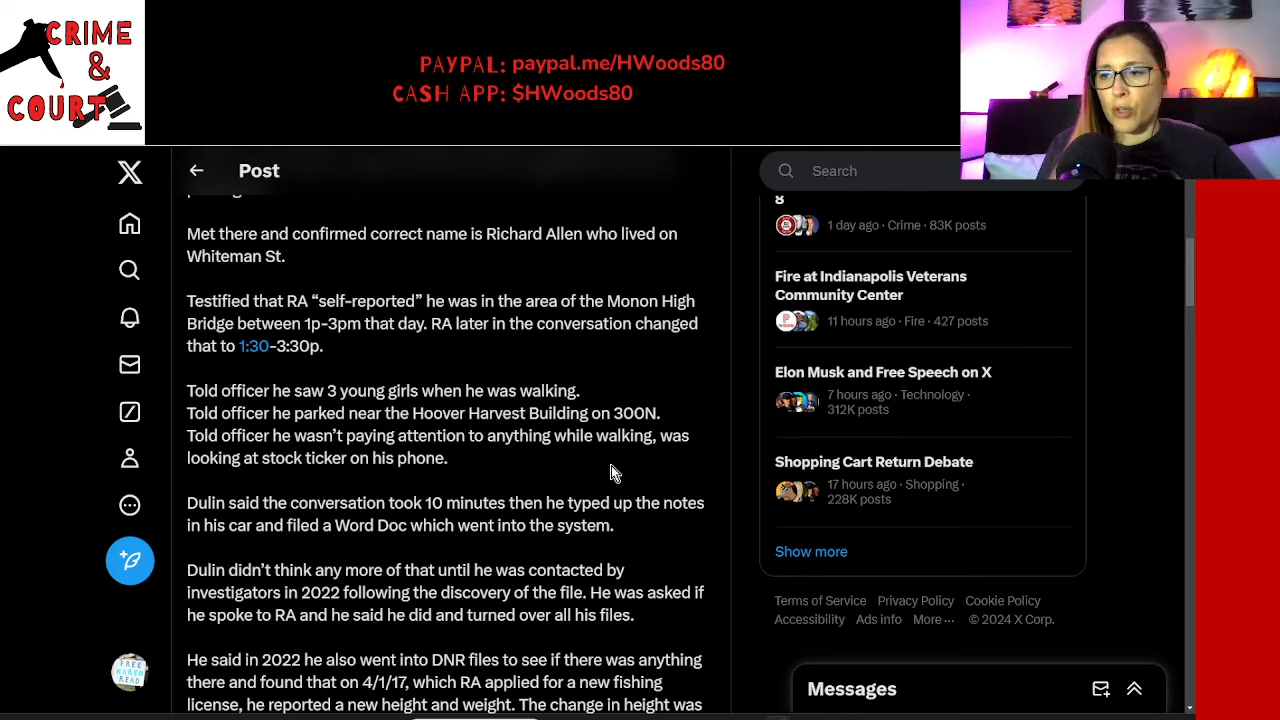 CRIME
&
COURT
PAYPAL: paypal.me/HWoods80
CASH APP: $HWoods80
Post
Search
Met there and confirmed correct name is Richard Allen who lived on
Whiteman St.
Testified that RA “self-reported” he was in the area of the Monon High
Bridge between 1p-3pm that day. RA later in the conversation changed
that to 1:30-3:30p.
Told officer he saw 3 young girls when he was walking.
Told officer he parked near the Hoover Harvest Building on 300N.
Told officer he wasn’t paying attention to anything while walking, was
looking at stock ticker on his phone.
Dulin said the conversation took 10 minutes then he typed up the notes
in his car and filed a Word Doc which went into the system.
Dulin didn’t think any more of that until he was contacted by
investigators in 2022 following the discovery of the file. He was asked if
he spoke to RA and he said he did and turned over all his files.
He said in 2022 he also went into DNR files to see if there was anything
there and found that on 4/1/17, which RA applied for a new fishing
license, he reported a new height and weight. The change in height was
8
1 day ago · Crime · 83K posts
Fire at Indianapolis Veterans
Community Center
11 hours ago · Fire · 427 posts
Elon Musk and Free Speech on X
7 hours ago · Technology ·
312K posts
Shopping Cart Return Debate
17 hours ago · Shopping ·
228K posts
Show more
Terms of Service Privacy Policy Cookie Policy
Accessibility Ads info More ··· © 2024 X Corp.
Messages
FREE
KAREN
READ